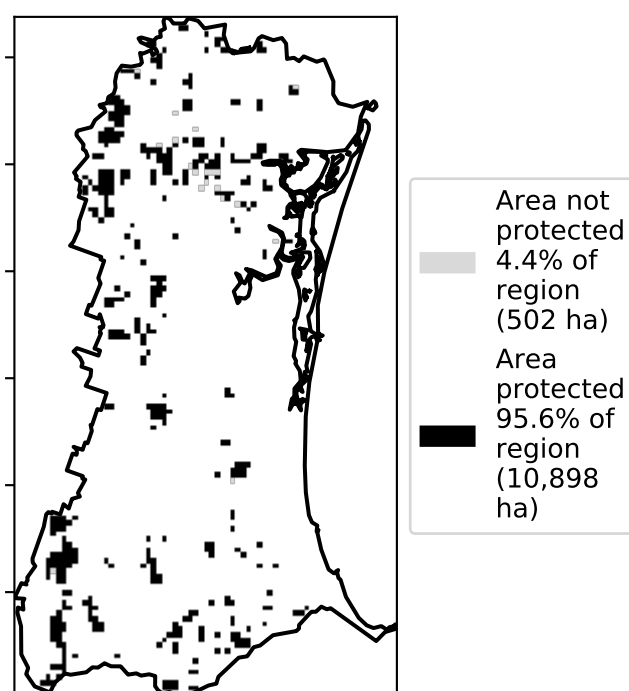 Area not
protected
4.4% of
region
(502 ha)
Area
protected
95.6% of
region
(10,898
ha)